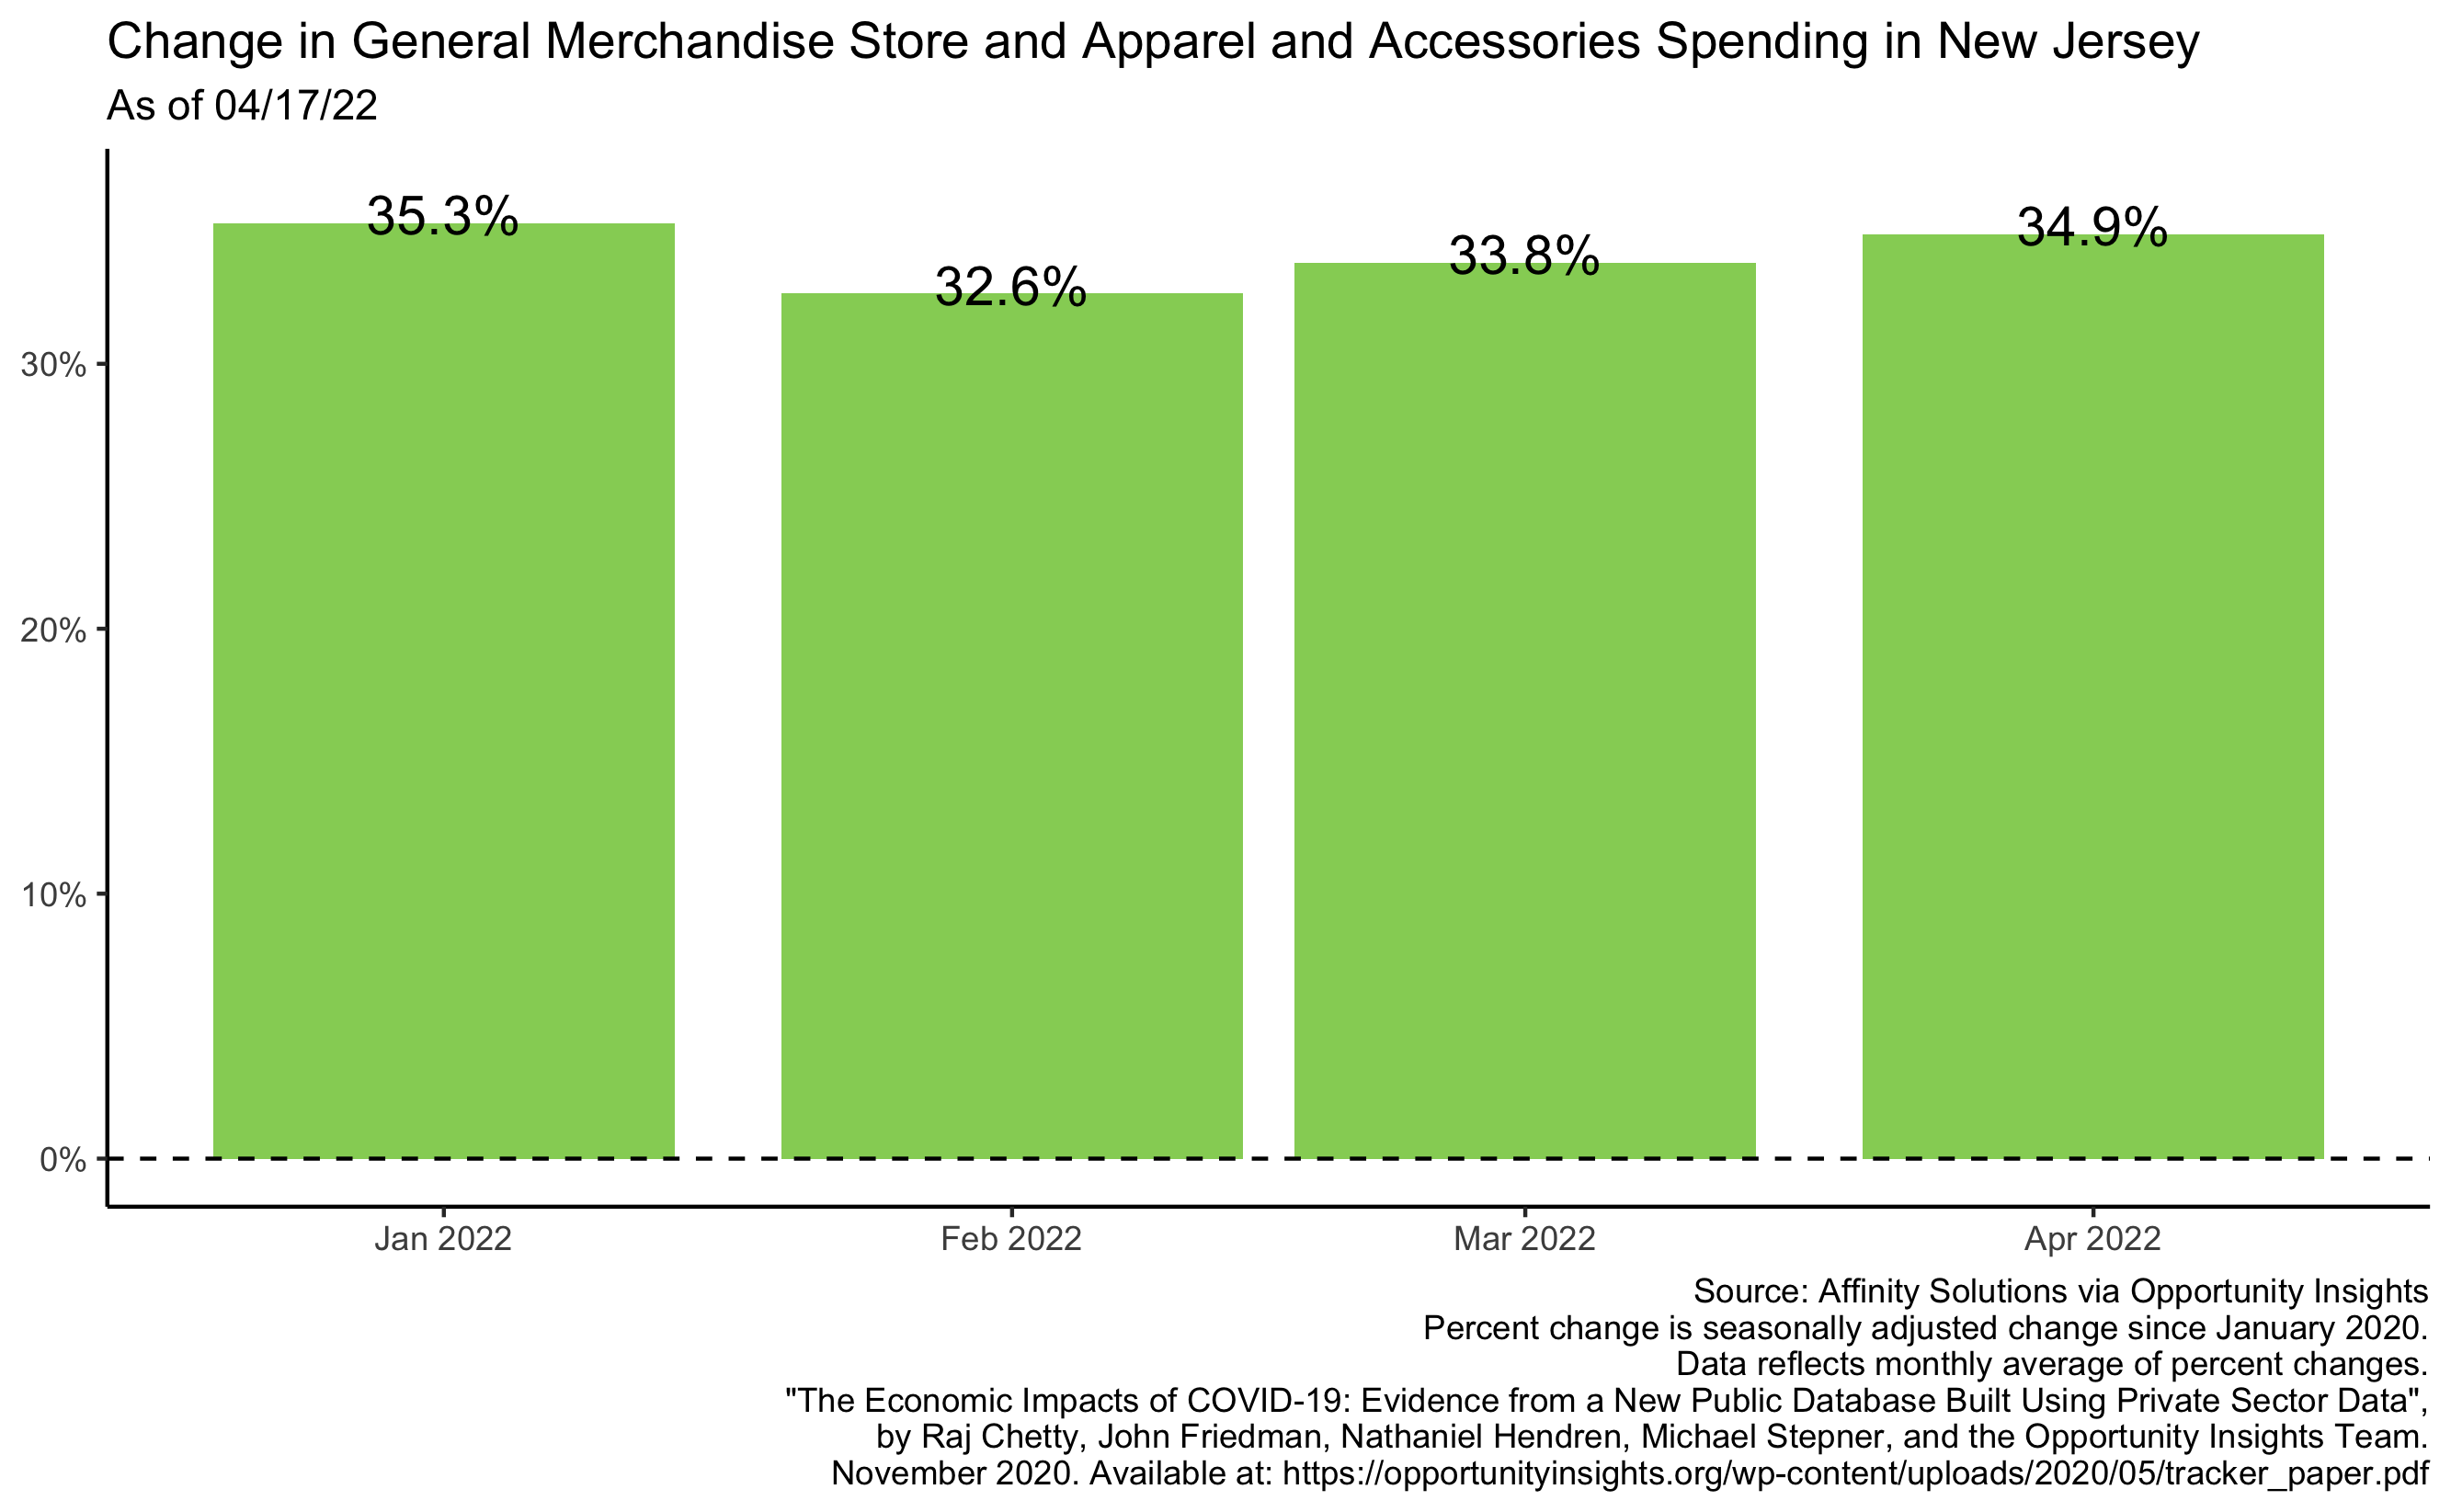 Change in General Merchandise Store and Apparel and Accessories Spending in New Jersey
As of 04/17/22
35.3%
32.6%
33.8%
34.9%
30%
20%
10%
0%
Jan 2022
Feb 2022
Mar 2022
Apr 2022
Source: Affinity Solutions via Opportunity Insights
Percent change is seasonally adjusted change since January 2020.
Data reflects monthly average of percent changes.
"The Economic Impacts of COVID-19: Evidence from a New Public Database Built Using Private Sector Data",
by Raj Chetty, John Friedman, Nathaniel Hendren, Michael Stepner, and the Opportunity Insights Team.
November 2020. Available at: https://opportunityinsights.org/wp-content/uploads/2020/05/tracker_paper.pdf